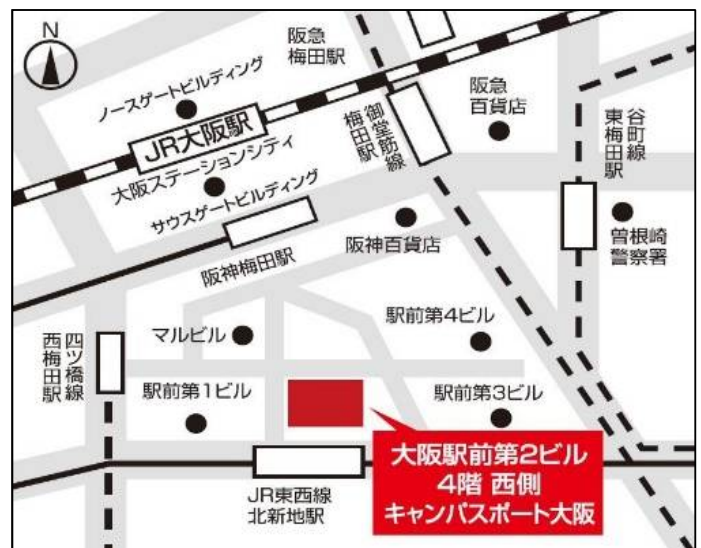 N
阪急
梅田駅
ノースゲートビルディング
JR大阪駅
大阪ステーションシティ
サウスゲートビルディング
御堂筋線
梅田駅
阪急
百貨店
谷町線
東梅田駅
曽根崎
警察署
阪神百貨店
阪神梅田駅
四ツ橋線
西梅田駅
マルビル
駅前第4ビル
駅前第1ビル
駅前第3ビル
大阪駅前第2ビル
4階 西側
キャンパスポート大阪
JR東西線
北新地駅